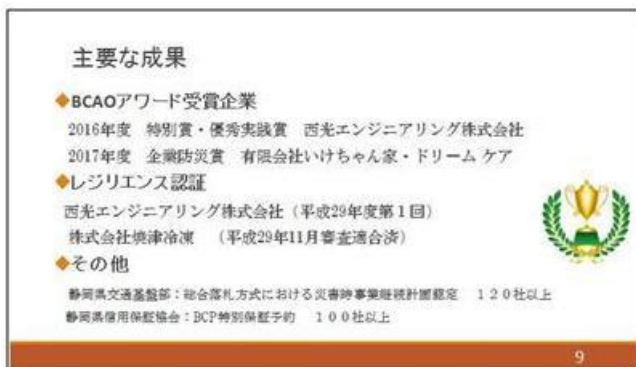 主要な成果
◆BCAOアワード受賞企業
2016年度 特別賞・優秀実践賞 西光エンジニアリング株式会社
2017年度 企業防災賞 有限会社いけちゃん家・ドリーム ケア
◆レジリエンス認証
西光エンジニアリング株式会社（平成29年度第１回）
株式会社焼津冷凍 （平成29年11月審査適合済）
◆その他
静岡県交通基盤部：総合落札方式における災害時事業継続計画認定 １２０社以上
静岡県信用保証協会：BCP特別保証予約 １００社以上
9